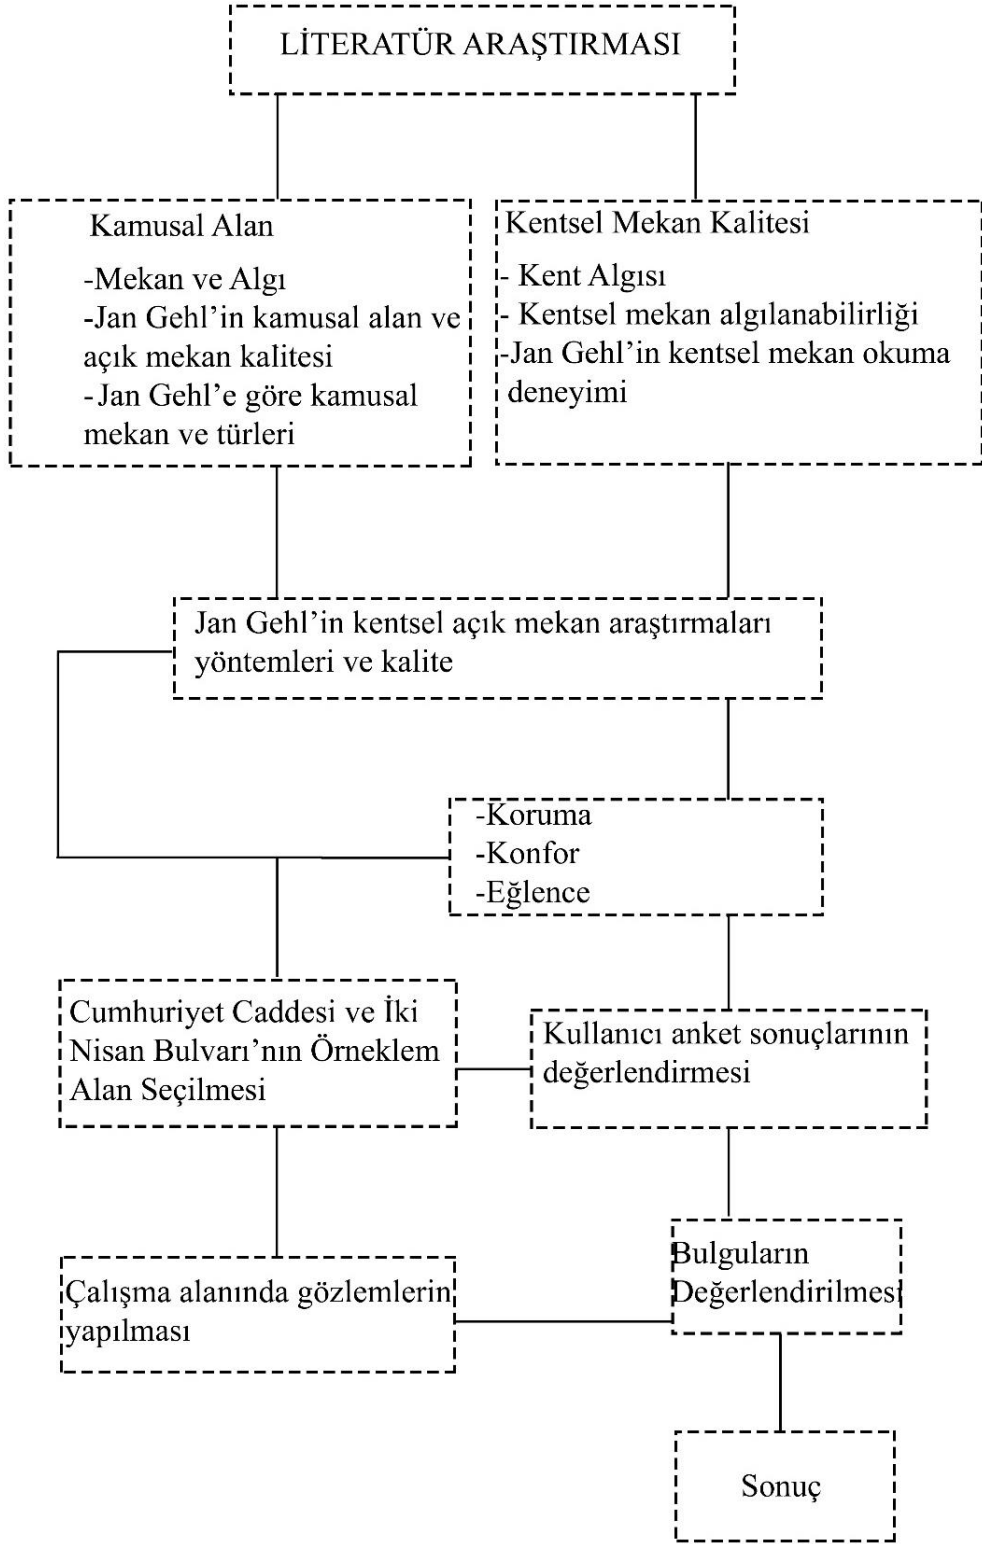 LİTERATÜR ARAŞTIRMASI
Kamusal Alan
-Mekan ve Algı
-Jan Gehl’in kamusal alan ve
açık mekan kalitesi
-Jan Gehl’e göre kamusal
mekan ve türleri
Kentsel Mekan Kalitesi
- Kent Algısı
- Kentsel mekan algılanabilirliği
-Jan Gehl’in kentsel mekan okuma
deneyimi
Jan Gehl’in kentsel açık mekan araştırmaları
yöntemleri ve kalite
-Koruma
-Konfor
-Eğlence
Cumhuriyet Caddesi ve İki
Nisan Bulvarı’nın Örneklem
Alan Seçilmesi
Kullanıcı anket sonuçlarının
değerlendirmesi
Çalışma alanında gözlemlerin
yapılması
Bulguların
Değerlendirilmesi
Sonuç